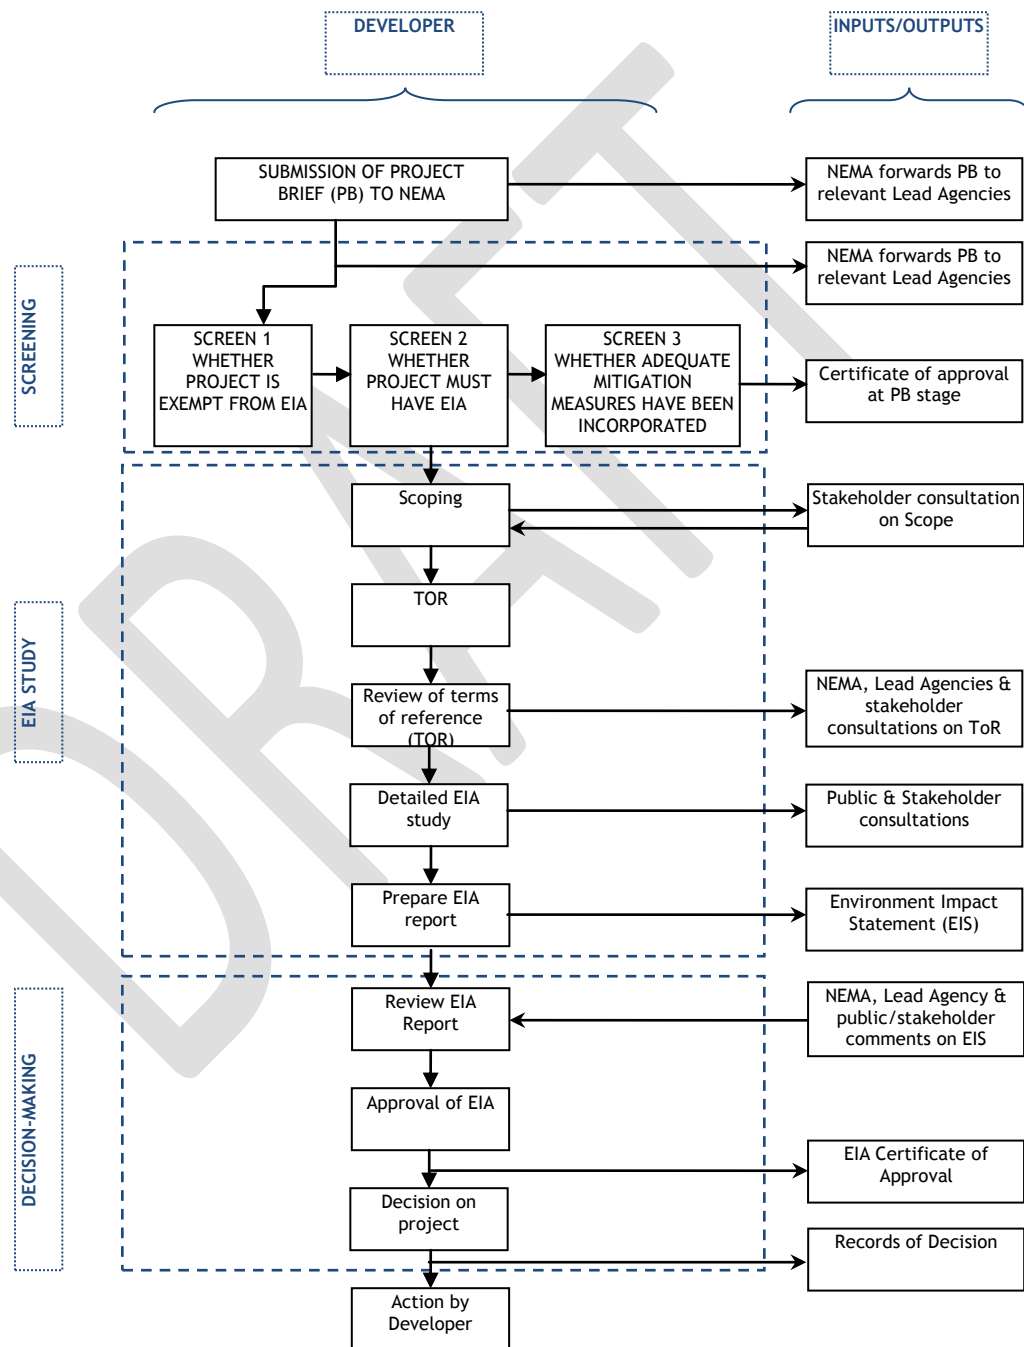 DEVELOPER
INPUTS/OUTPUTS
SUBMISSION OF PROJECT
BRIEF (PB) TO NEMA
NEMA forwards PB to
relevant Lead Agencies
NEMA forwards PB to
relevant Lead Agencies
SCREENING
SCREEN 1
WHETHER
PROJECT IS
EXEMPT FROM EIA
SCREEN 2
WHETHER
PROJECT MUST
HAVE EIA
SCREEN 3
WHETHER ADEQUATE
MITIGATION
MEASURES HAVE BEEN
INCORPORATED
Certificate of approval
at PB stage
Scoping
Stakeholder consultation
on Scope
TOR
EIA STUDY
Review of terms
of reference
(TOR)
NEMA, Lead Agencies &
stakeholder
consultations on ToR
Detailed EIA
study
Public & Stakeholder
consultations
Prepare EIA
report
Environment Impact
Statement (EIS)
DECISION-MAKING
Review EIA
Report
NEMA, Lead Agency &
public/stakeholder
comments on EIS
Approval of EIA
EIA Certificate of
Approval
Decision on
project
Records of Decision
Action by
Developer
DRAFT